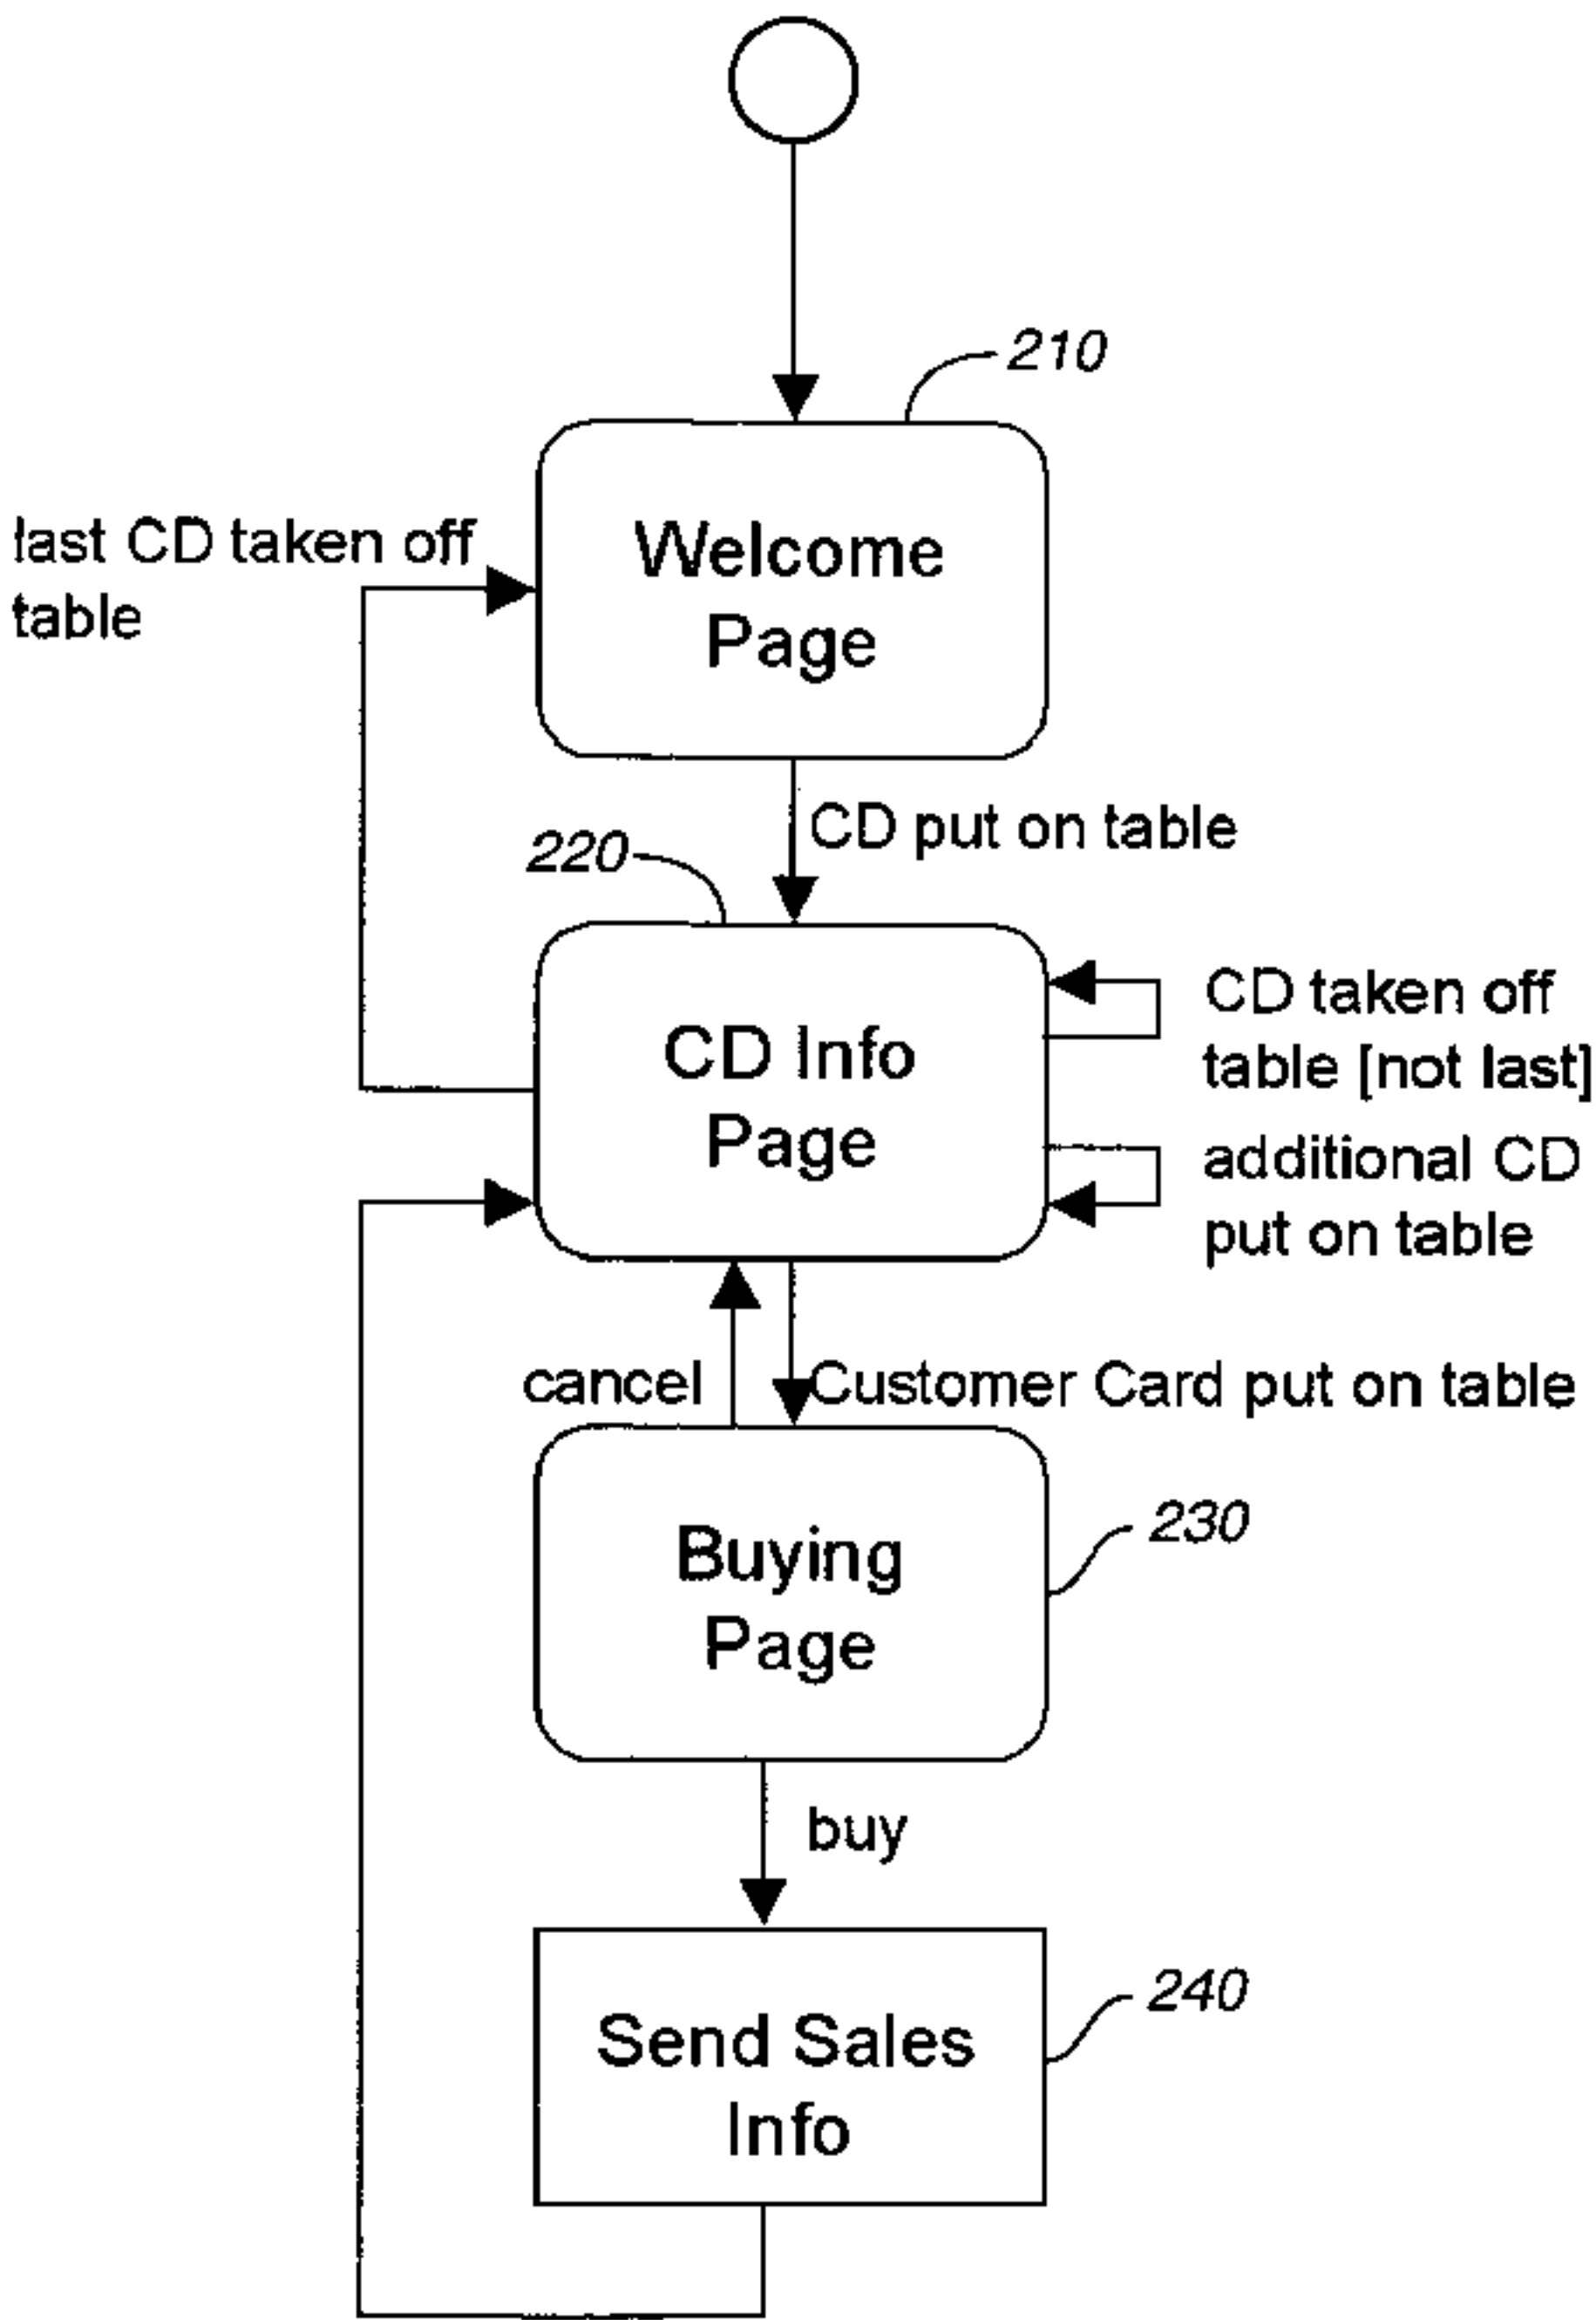 210
Welcome
Page
last CD taken off
table
CD put on table
220
CD Info
Page
CD taken off
table [not last]
additional CD
put on table
cancel
Customer Card put on table
Buying
Page
230
buy
Send Sales
Info
240